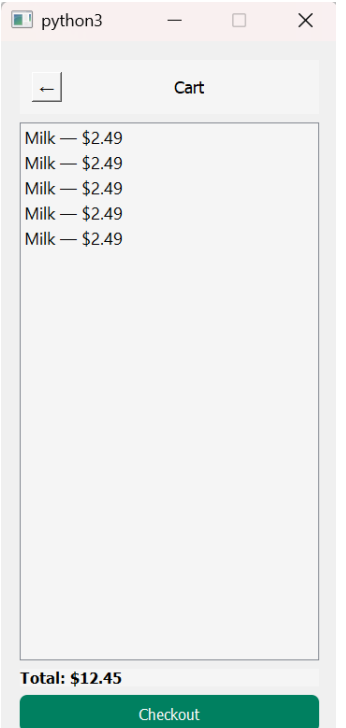 python3
← Cart
Milk — $2.49
Milk — $2.49
Milk — $2.49
Milk — $2.49
Milk — $2.49
Total: $12.45
Checkout